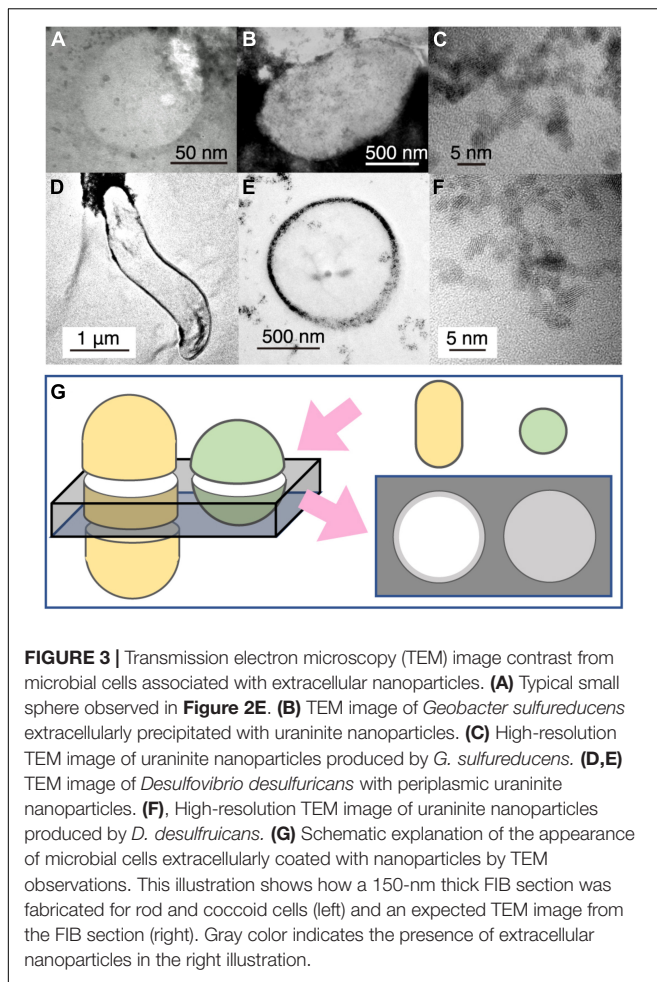 A
B
C
50 nm
500 nm
5 nm
D
E
F
1 µm
500 nm
5 nm
G
FIGURE 3 | Transmission electron microscopy (TEM) image contrast from
microbial cells associated with extracellular nanoparticles. (A) Typical small
sphere observed in Figure 2E. (B) TEM image of Geobacter sulfureducens
extracellularly precipitated with uraninite nanoparticles. (C) High-resolution
TEM image of uraninite nanoparticles produced by G. sulfureducens. (D,E)
TEM image of Desulfovibrio desulfuricans with periplasmic uraninite
nanoparticles. (F), High-resolution TEM image of uraninite nanoparticles
produced by D. desulfruicans. (G) Schematic explanation of the appearance
of microbial cells extracellularly coated with nanoparticles by TEM
observations. This illustration shows how a 150-nm thick FIB section was
fabricated for rod and coccoid cells (left) and an expected TEM image from
the FIB section (right). Gray color indicates the presence of extracellular
nanoparticles in the right illustration.